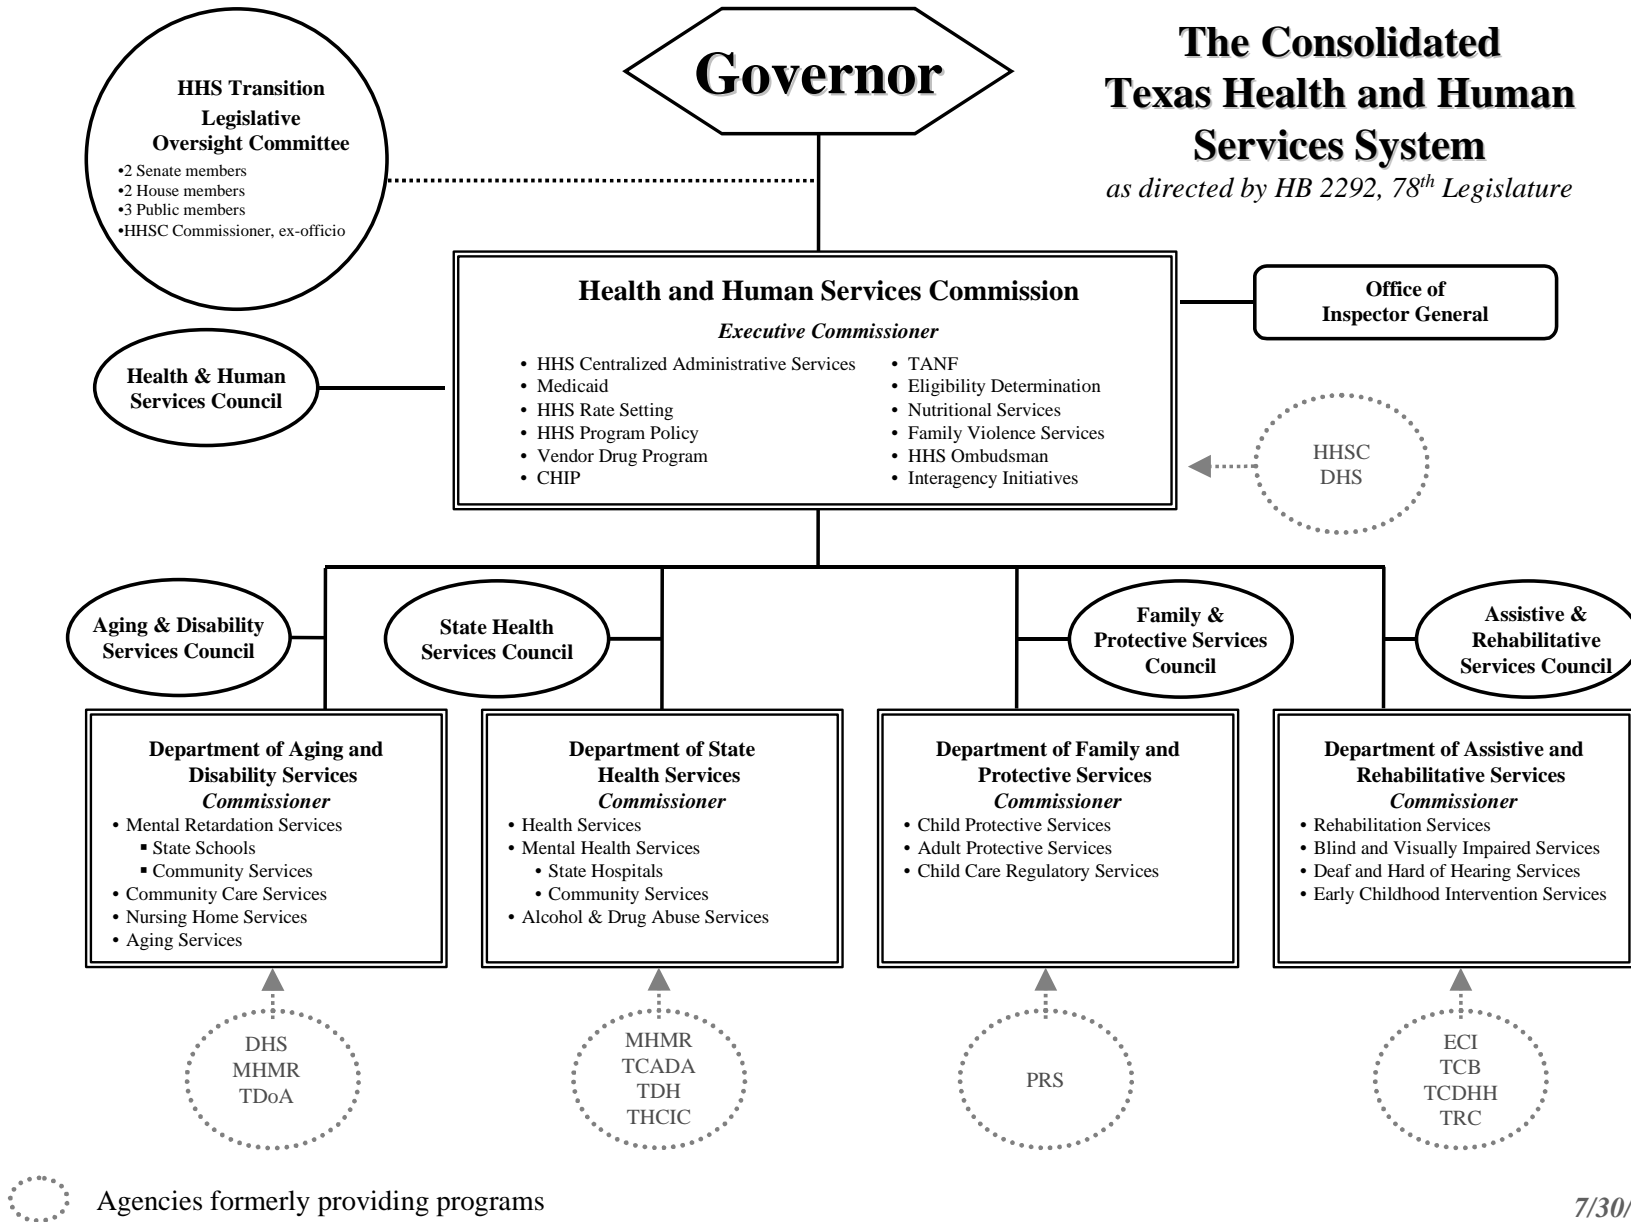 Governor
The Consolidated
Texas Health and Human
Services System
as directed by HB 2292, 78th Legislature
HHS Transition
Legislative
Oversight Committee
•2 Senate members
•2 House members
•3 Public members
•HHSC Commissioner, ex-officio
Health and Human Services Commission
Executive Commissioner
• HHS Centralized Administrative Services
• Medicaid
• HHS Rate Setting
• HHS Program Policy
• Vendor Drug Program
• CHIP
• TANF
• Eligibility Determination
• Nutritional Services
• Family Violence Services
• HHS Ombudsman
• Interagency Initiatives
Office of
Inspector General
Health & Human
Services Council
HHSC
DHS
Aging & Disability
Services Council
State Health
Services Council
Family &
Protective Services
Council
Assistive &
Rehabilitative
Services Council
Department of Aging and
Disability Services
Commissioner
• Mental Retardation Services
▪ State Schools
▪ Community Services
• Community Care Services
• Nursing Home Services
• Aging Services
Department of State
Health Services
Commissioner
• Health Services
• Mental Health Services
• State Hospitals
• Community Services
• Alcohol & Drug Abuse Services
Department of Family and
Protective Services
Commissioner
• Child Protective Services
• Adult Protective Services
• Child Care Regulatory Services
Department of Assistive and
Rehabilitative Services
Commissioner
• Rehabilitation Services
• Blind and Visually Impaired Services
• Deaf and Hard of Hearing Services
• Early Childhood Intervention Services
DHS
MHMR
TDoA
MHMR
TCADA
TDH
THCIC
PRS
ECI
TCB
TCDHH
TRC
Agencies formerly providing programs
7/30/